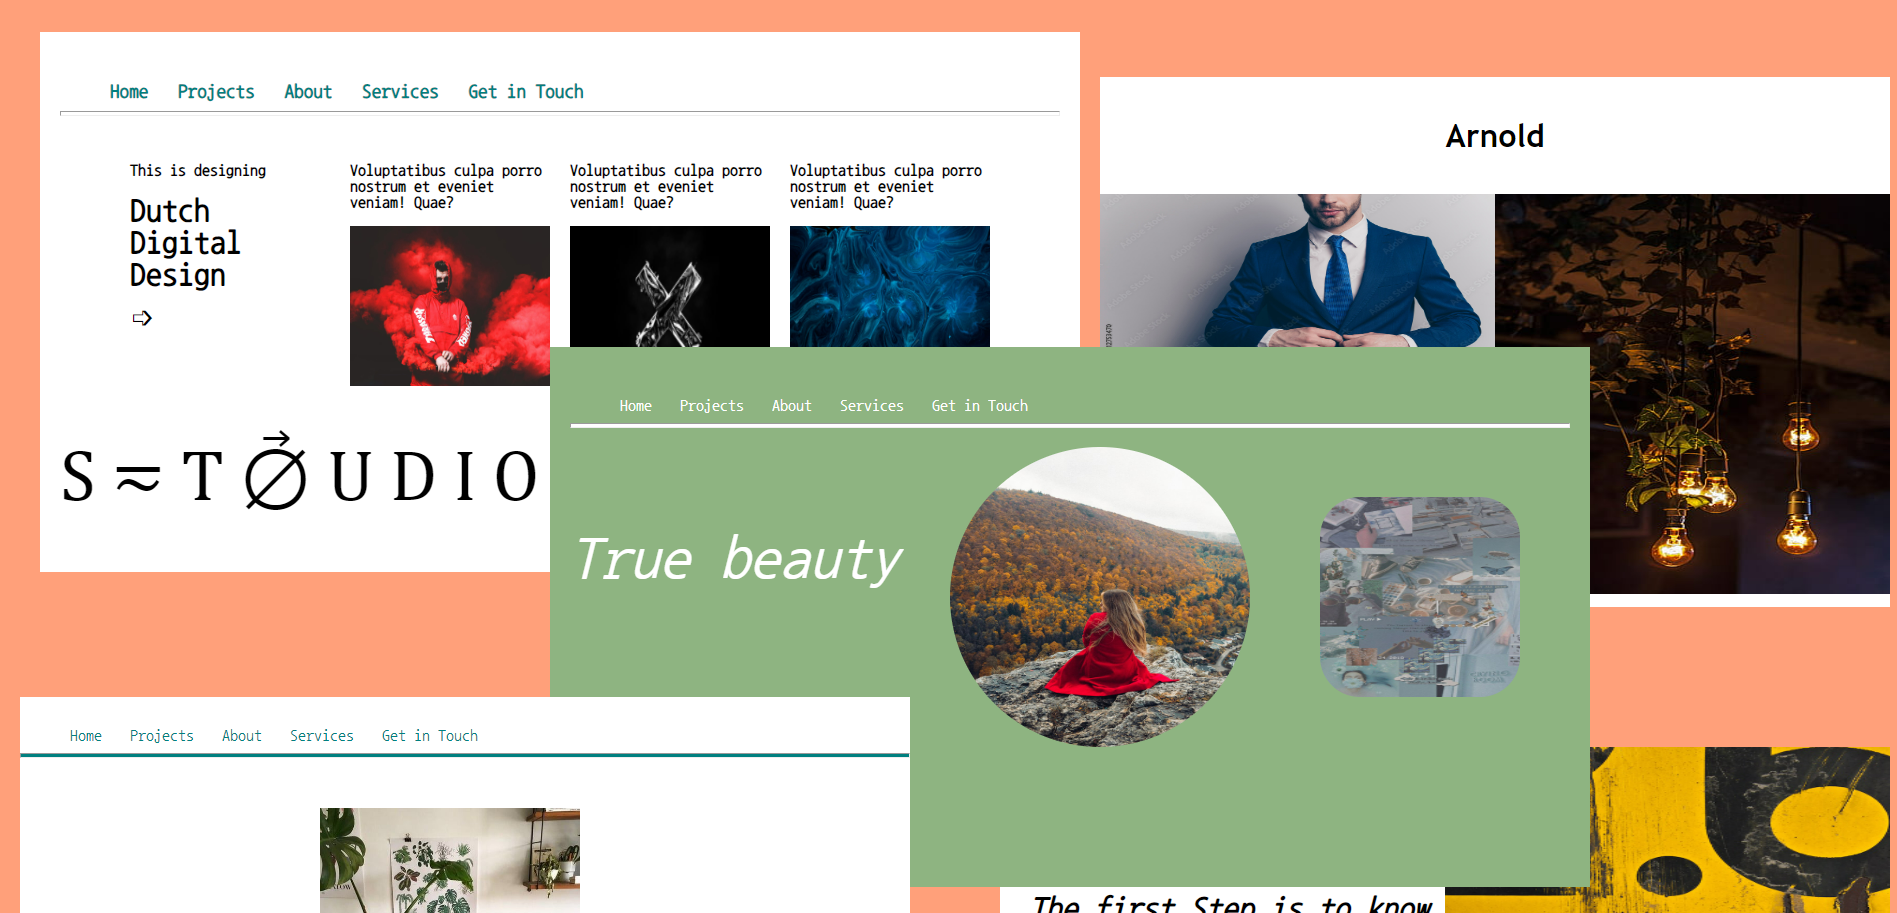 Home Projects About Services Get in Touch
This is designing
Dutch
Digital
Design
Voluptatibus culpa porro
nostrum et eveniet
veniam! Quae?
Voluptatibus culpa porro
nostrum et eveniet
veniam! Quae?
Voluptatibus culpa porro
nostrum et eveniet
veniam! Quae?
S≂TØUDIO
Arnold
Home Projects About Services Get in Touch
True beauty
Home Projects About Services Get in Touch
The first Step is to know